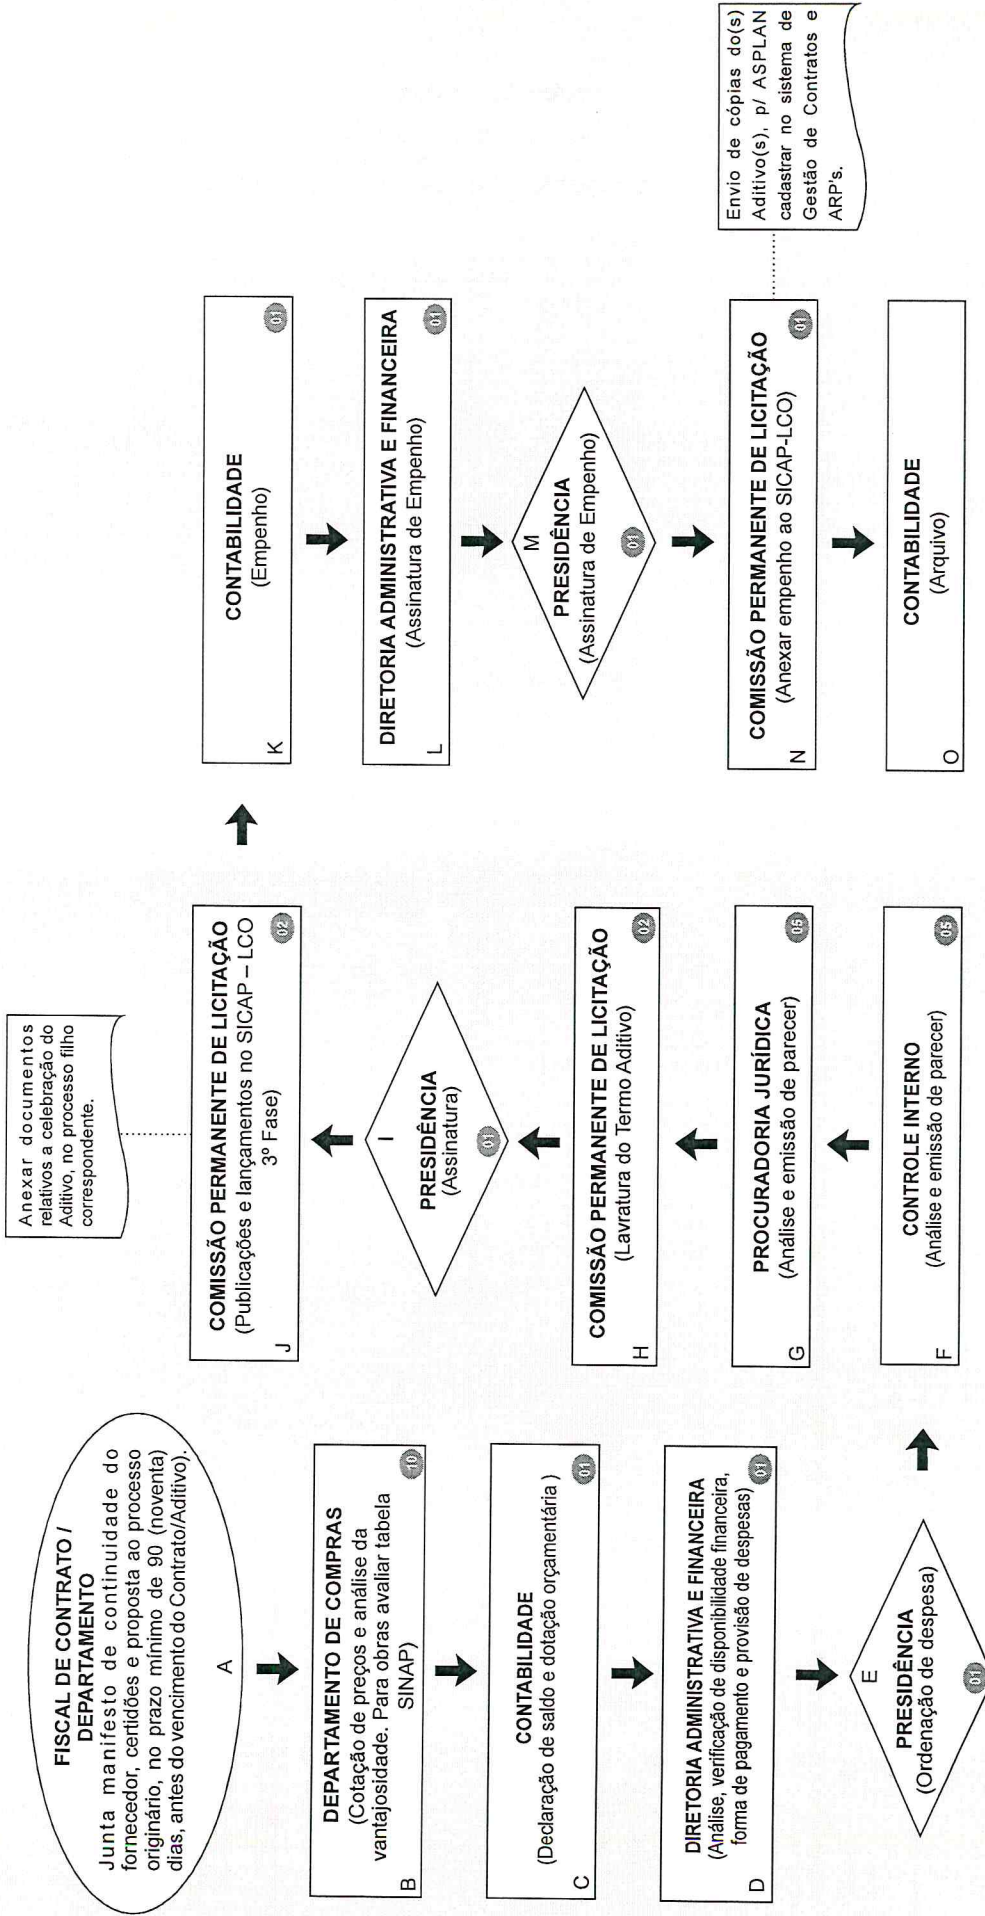 FISCAL DE CONTRATO /
DEPARTAMENTO
Junta manifesto de continuidade do
fornecedor, certidões e proposta ao processo
originário, no prazo mínimo de 90 (noventa)
dias, antes do vencimento do Contrato/Aditivo).
A
DEPARTAMENTO DE COMPRAS
(Cotação de preços e análise da
vantajosidade. Para obras avaliar tabela
SINAP)
B
10
CONTABILIDADE
(Declaração de saldo e dotação orçamentária )
C
01
DIRETORIA ADMINISTRATIVA E FINANCEIRA
(Análise, verificação de disponibilidade financeira,
forma de pagamento e provisão de despesas)
D
01
E
PRESIDÊNCIA
(Ordenação de despesa)
01
CONTROLE INTERNO
(Análise e emissão de parecer)
F
05
PROCURADORIA JURÍDICA
(Análise e emissão de parecer)
G
05
COMISSÃO PERMANENTE DE LICITAÇÃO
(Lavratura do Termo Aditivo)
H
02
I
PRESIDÊNCIA
(Assinatura)
01
COMISSÃO PERMANENTE DE LICITAÇÃO
(Publicações e lançamentos no SICAP – LCO
3º Fase)
J
02
Anexar documentos
relativos a celebração do
Aditivo, no processo filho
correspondente.
CONTABILIDADE
(Empenho)
K
01
DIRETORIA ADMINISTRATIVA E FINANCEIRA
(Assinatura de Empenho)
L
01
M
PRESIDÊNCIA
(Assinatura de Empenho)
01
COMISSÃO PERMANENTE DE LICITAÇÃO
(Anexar empenho ao SICAP-LCO)
N
01
Envio de cópias do(s)
Aditivo(s), p/ ASPLAN
cadastrar no sistema de
Gestão de Contratos e
ARP's.
CONTABILIDADE
(Arquivo)
O